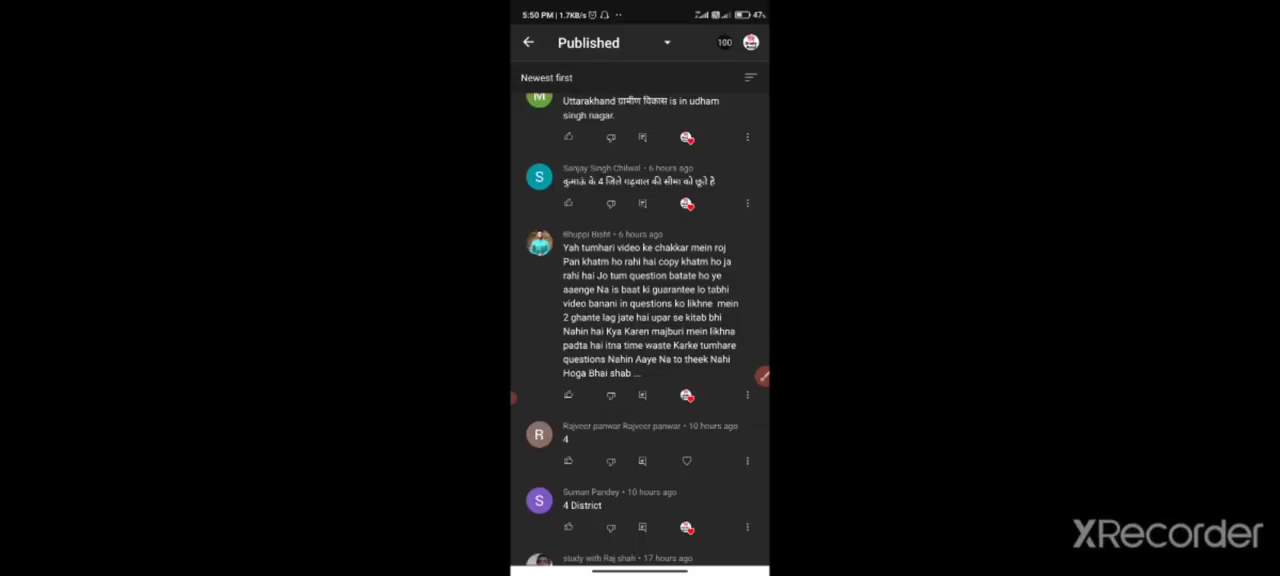 5:50 PM | 1.7KB/s
47%
Published
100
Newest first
M
Uttarakhand ग्रामीण विकास is in udham
singh nagar.
Sanjay Singh Chilwal • 6 hours ago
S
कुमाऊं के 4 जिले गढ़वाल की सीमा को छूते है
Bhuppi Bisht • 6 hours ago
Yah tumhari video ke chakkar mein roj
Pan khatm ho rahi hai copy khatm ho ja
rahi hai Jo tum question batate ho ye
aaenge Na is baat ki guarantee lo tabhi
video banani in questions ko likhne mein
2 ghante lag jate hai upar se kitab bhi
Nahin hai Kya Karen majburi mein likhna
padta hai itna time waste Karke tumhare
questions Nahin Aaye Na to theek Nahi
Hoga Bhai shab ...
Rajveer panwar Rajveer panwar • 10 hours ago
R
4
Suman Pandey • 10 hours ago
S
4 District
study with Raj shah • 17 hours ago
XRecorder